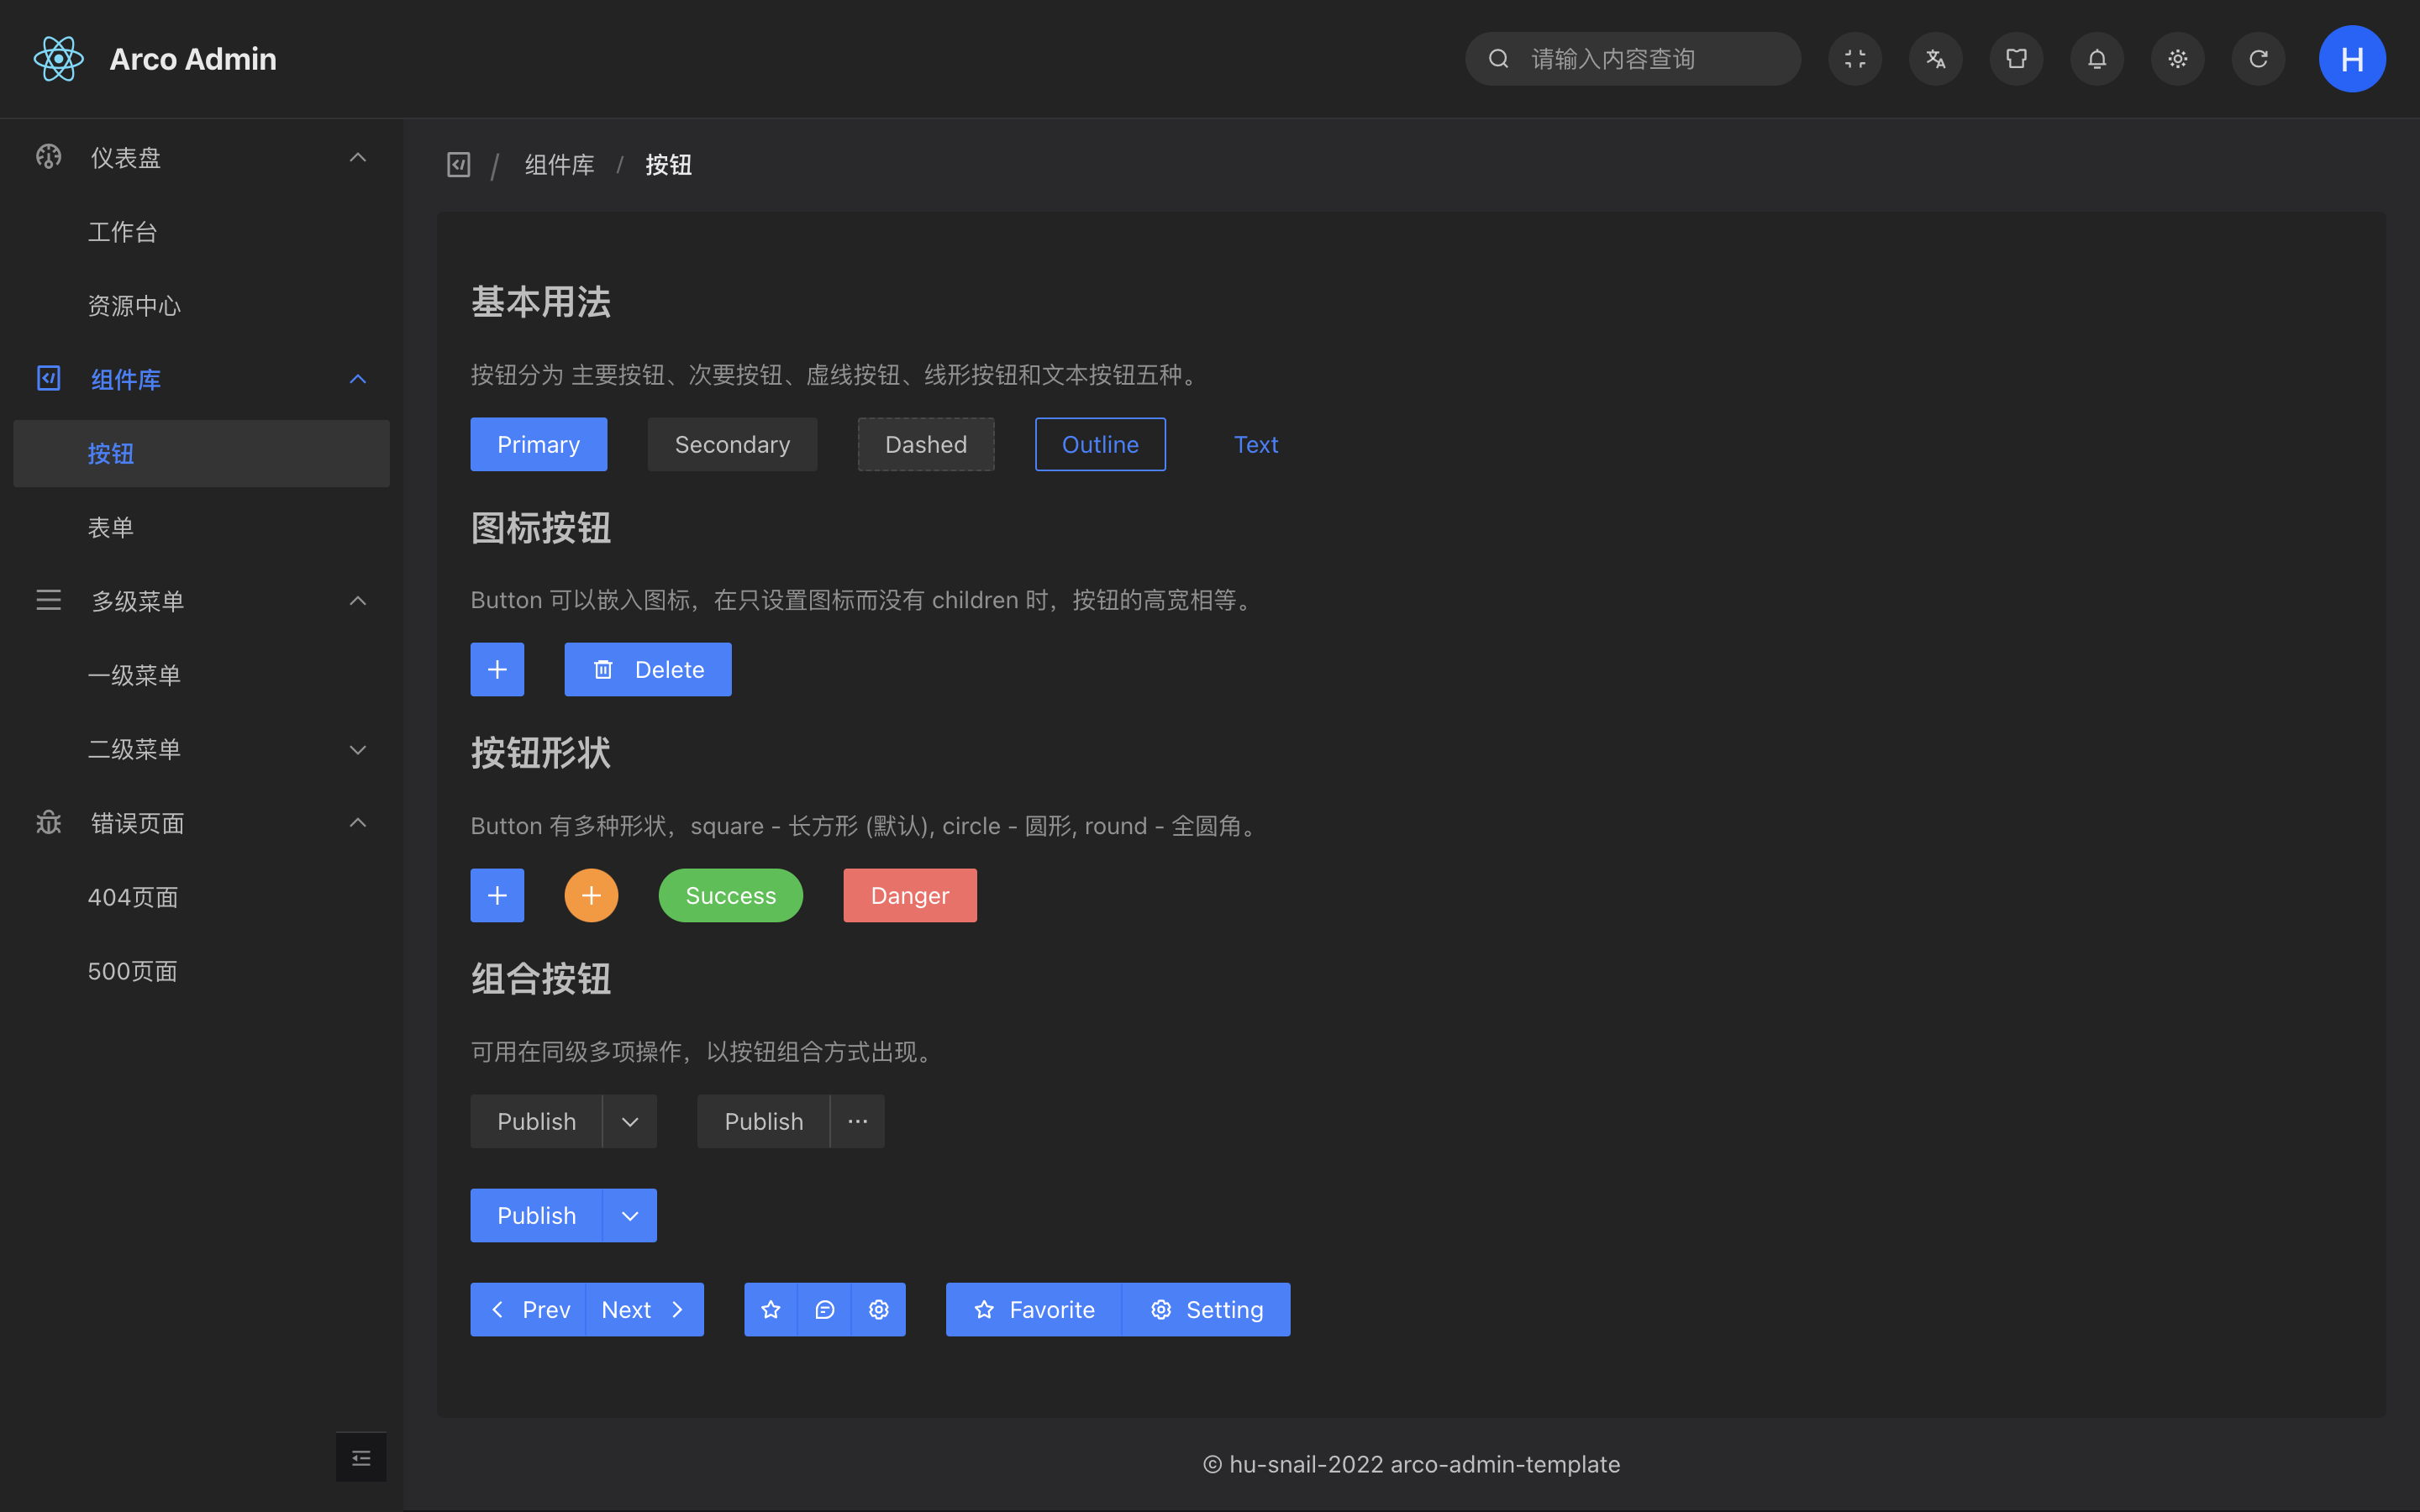 Arco Admin
请输入内容查询
H
仪表盘
工作台
资源中心
组件库
按钮
表单
多级菜单
一级菜单
二级菜单
错误页面
404页面
500页面
/ 组件库 / 按钮
基本用法
按钮分为 主要按钮、次要按钮、虚线按钮、线形按钮和文本按钮五种。
Primary Secondary Dashed Outline Text
图标按钮
Button 可以嵌入图标，在只设置图标而没有 children 时，按钮的高宽相等。
Delete
按钮形状
Button 有多种形状，square - 长方形 (默认), circle - 圆形, round - 全圆角。
Success Danger
组合按钮
可用在同级多项操作，以按钮组合方式出现。
Publish Publish
Publish
Prev Next Favorite Setting
© hu-snail-2022 arco-admin-template